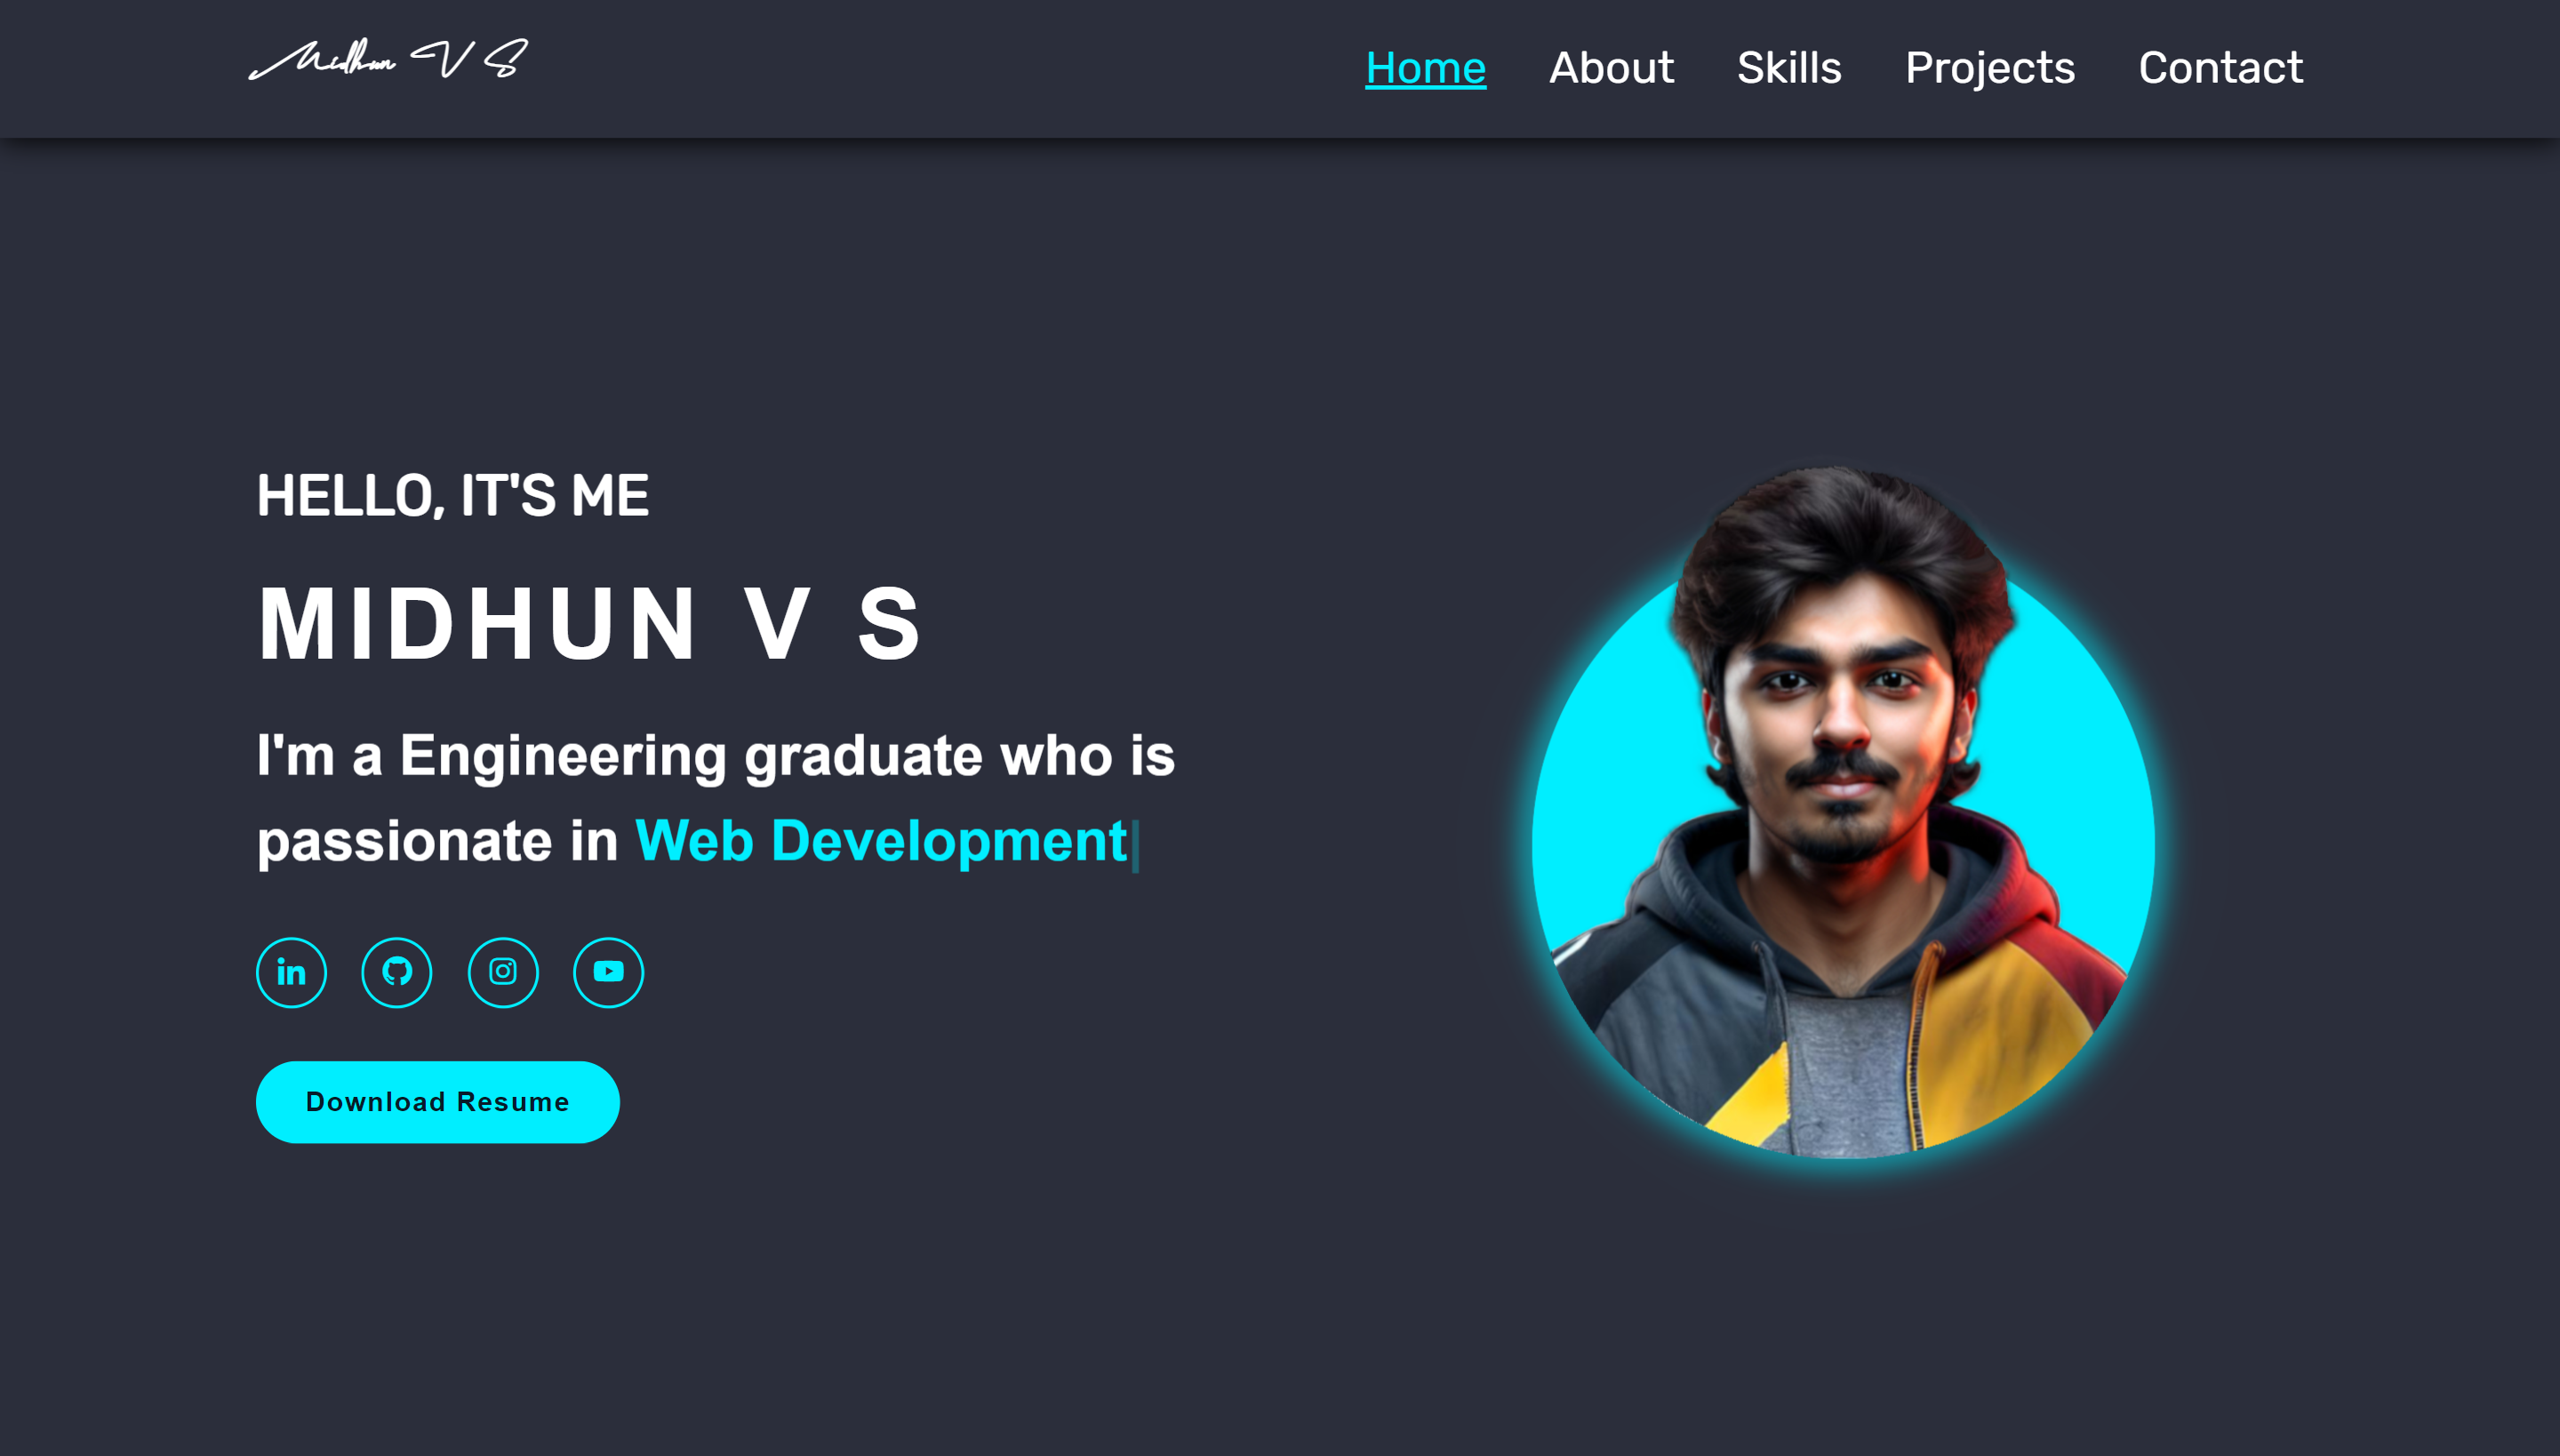 Midhun V S
Home About Skills Projects Contact
HELLO, IT'S ME
MIDHUN V S
I'm a Engineering graduate who is
passionate in Web Development
Download Resume